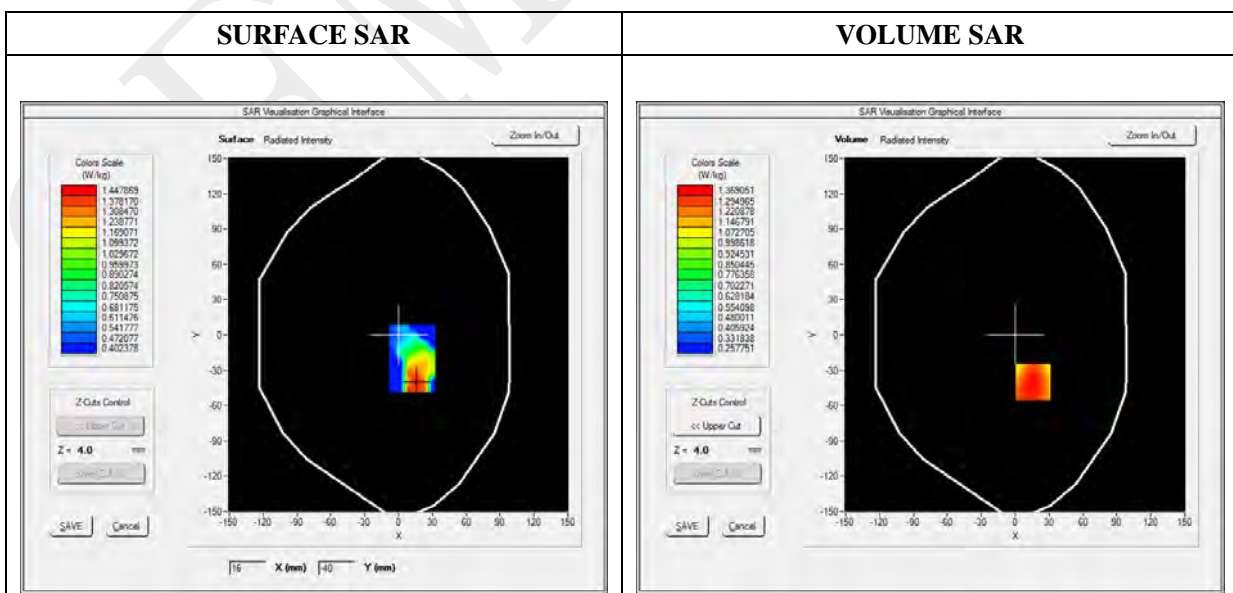 SURFACE SAR
VOLUME SAR
SAR Visualisation Graphical Interface
Surface Radiated Intensity
Zoom In/Out
Colors Scale
(W/kg)
1.447869
1.378170
1.308470
1.238771
1.169071
1.099372
1.029672
0.959973
0.890274
0.820574
0.750875
0.681175
0.611476
0.541777
0.472077
0.402378
Z-Cuts Control
<< Upper Cut
Z = 4.0 mm
SAVE
Cancel
150
120
90
60
30
0
-30
-60
-90
-120
-150
Y
-150 -120 -90 -60 -30 0 30 60 90 120 150
X
16 X (mm) -40 Y (mm)
SAR Visualisation Graphical Interface
Volume Radiated Intensity
Zoom In/Out
Colors Scale
(W/kg)
1.369051
1.294965
1.220878
1.146791
1.072705
0.998618
0.924531
0.850445
0.776358
0.702271
0.628184
0.554098
0.480011
0.405924
0.331838
0.257751
Z-Cuts Control
<< Upper Cut
Z = 4.0 mm
SAVE
Cancel
150
120
90
60
30
0
-30
-60
-90
-120
-150
Y
-150 -120 -90 -60 -30 0 30 60 90 120 150
X